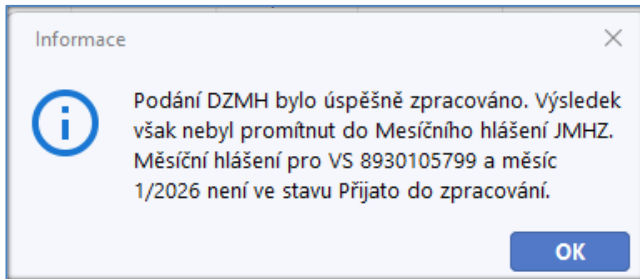 Informace
Podání DZMH bylo úspěšně zpracováno. Výsledek
však nebyl promítnut do Mesíčního hlášení JMHZ.
Měsíční hlášení pro VS 8930105799 a měsíc
1/2026 není ve stavu Přijato do zpracování.
OK